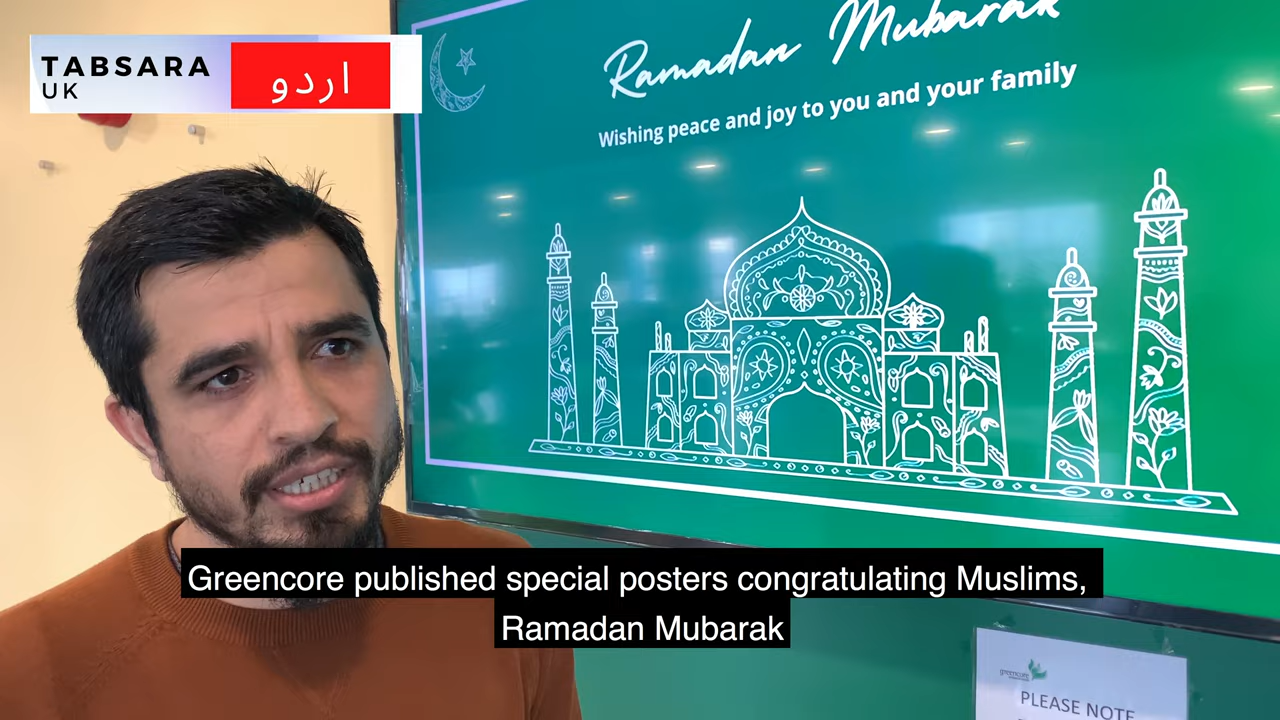 TABSARA
UK
اردو
Ramadan Mubarak
Wishing peace and joy to you and your family
Greencore published special posters congratulating Muslims,
Ramadan Mubarak
greencore
PLEASE NOTE